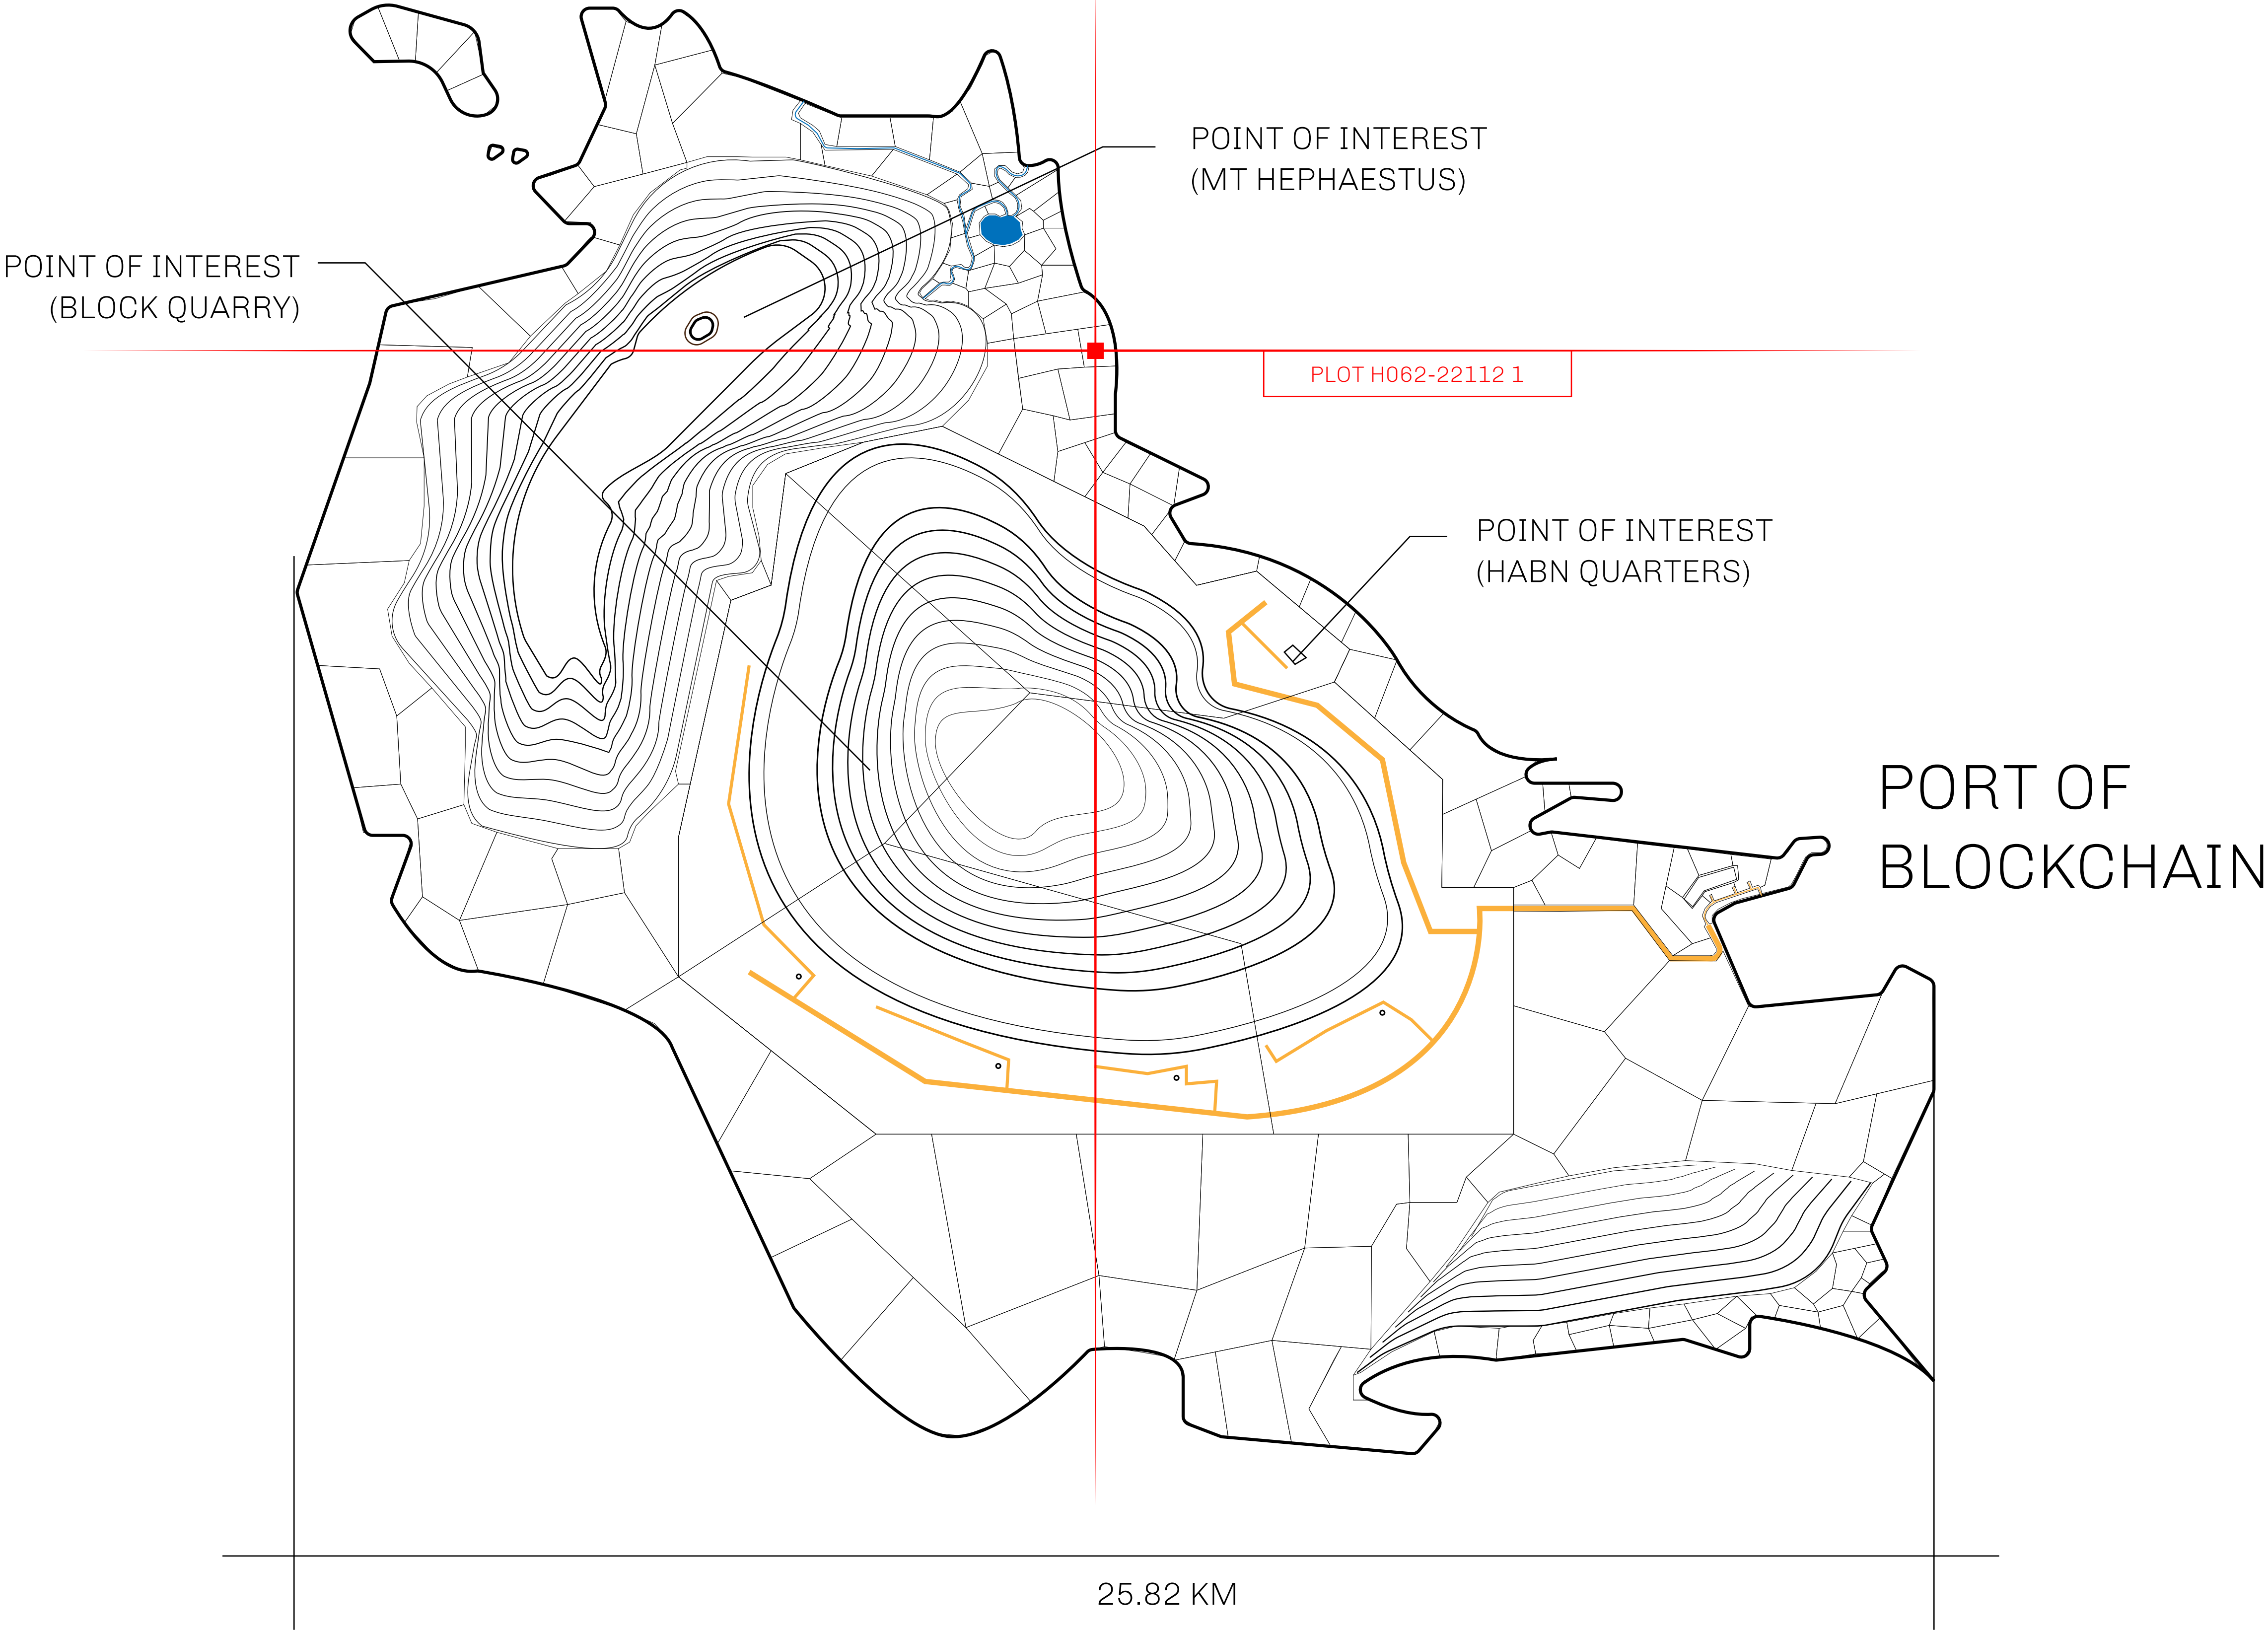 POINT OF INTEREST
(MT HEPHAESTUS)
POINT OF INTEREST
(BLOCK QUARRY)
PLOT H062-22112 1
POINT OF INTEREST
(HABN QUARTERS)
PORT OF
BLOCKCHAIN
25.82 KM